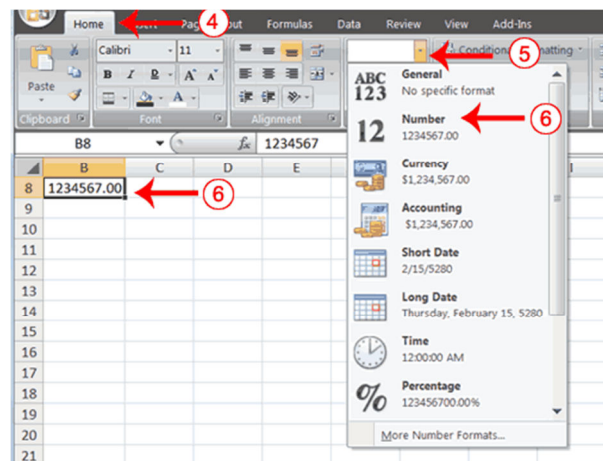 Home Insert Page Layout Formulas Data Review View Add-Ins
4
5
Calibri 11 Conditional Formatting
Paste
B I U A A
A
Clipboard Font Alignment
B8 fx 1234567
B C D E
8 1234567.00
6
9
10
11
12
13
14
15
16
17
18
19
20
21
ABC
123
General
No specific format
12
Number
1234567.00
6
Currency
$1,234,567.00
Accounting
$1,234,567.00
Short Date
2/15/5280
Long Date
Thursday, February 15, 5280
Time
12:00:00 AM
%
Percentage
123456700.00%
More Number Formats...